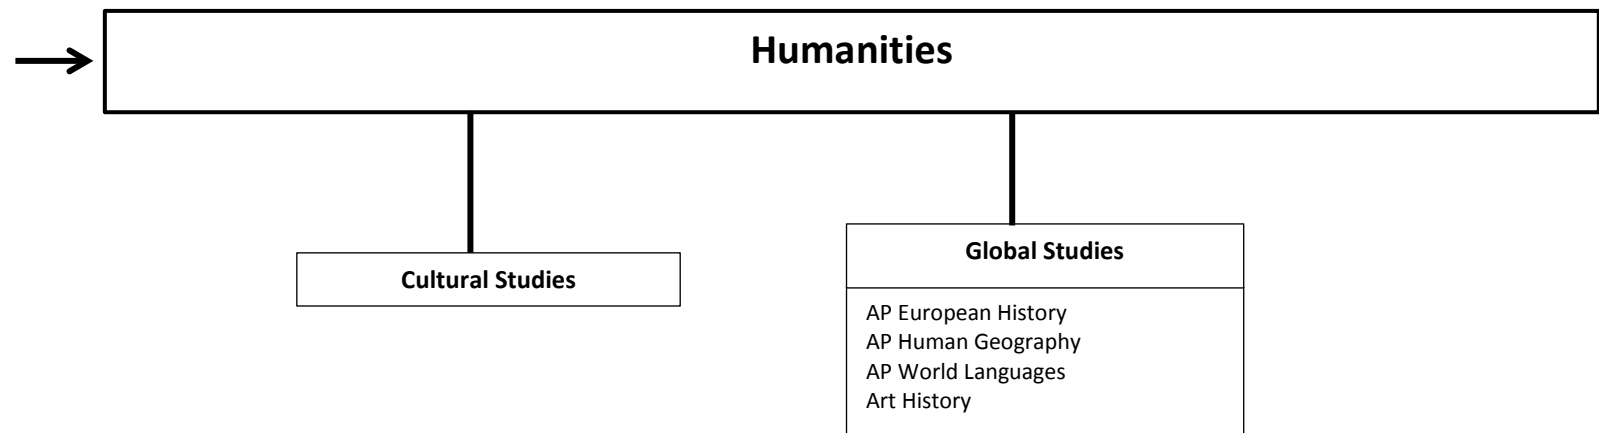 Humanities
Cultural Studies
Global Studies
AP European History
AP Human Geography
AP World Languages
Art History